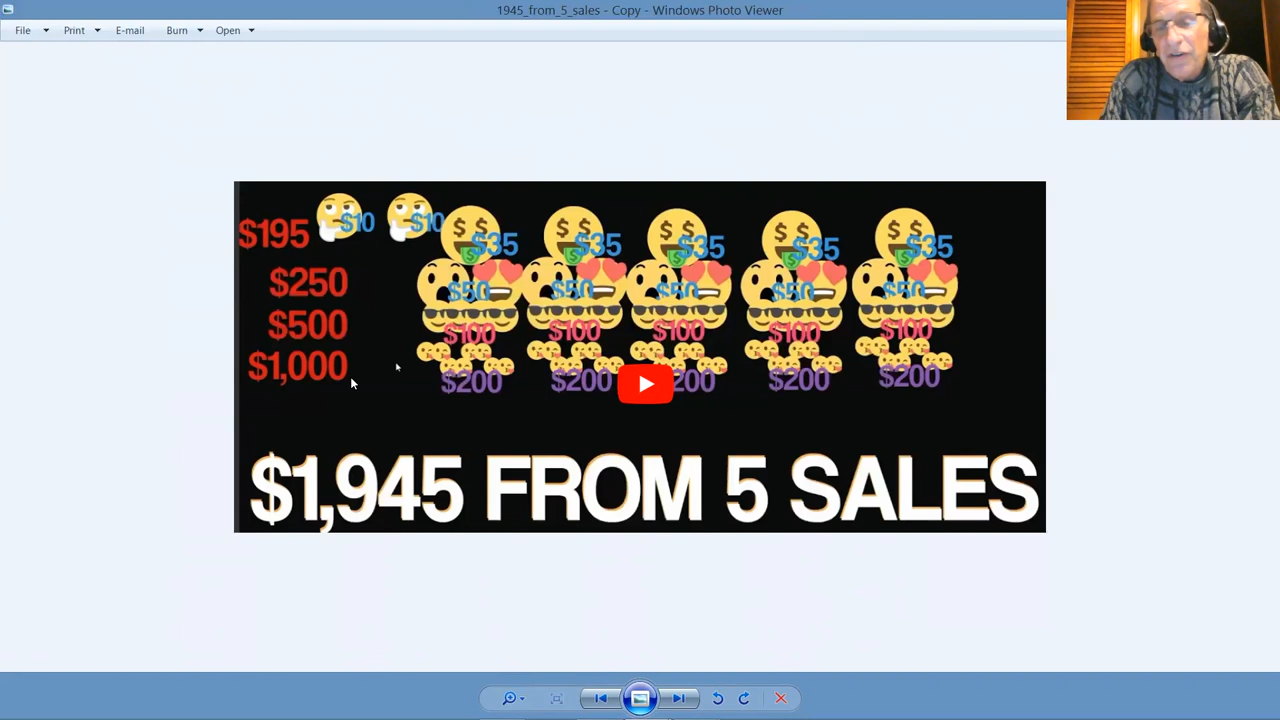 1945_from_5_sales - Copy - Windows Photo Viewer
File Print E-mail Burn Open
$195 $10 $10 $35 $35 $35 $35 $35
$250 $50 $50 $50 $50 $50
$500 $100 $100 $100 $100 $100
$1,000 $200 $200 $200 $200 $200
$1,945 FROM 5 SALES